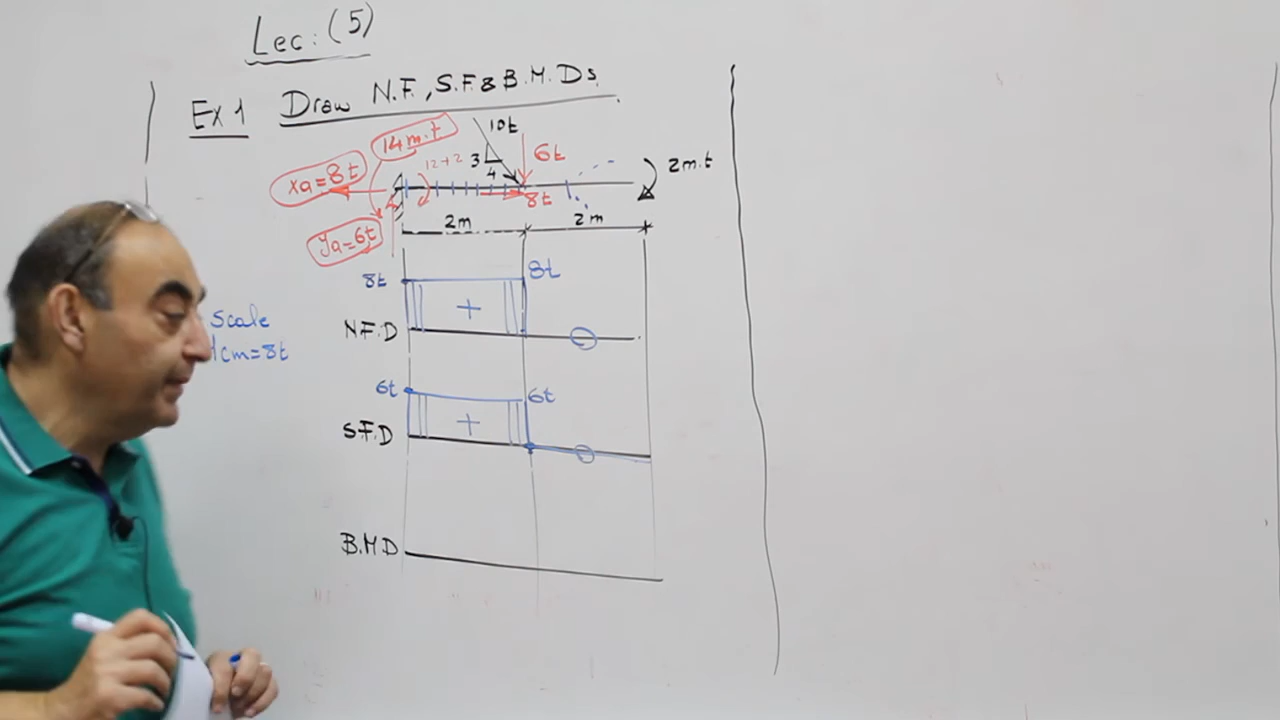 Lec: (5)
Ex 1 Draw N.F., S.F & B.M.Ds.
14 m.t
10t
12+2
3
4
6t
2m.t
Xa=8t
8t
Ya=6t
2m
2m
8t
8t
+
Scale
1cm=8t
N.F.D
6t
6t
+
S.F.D
B.M.D